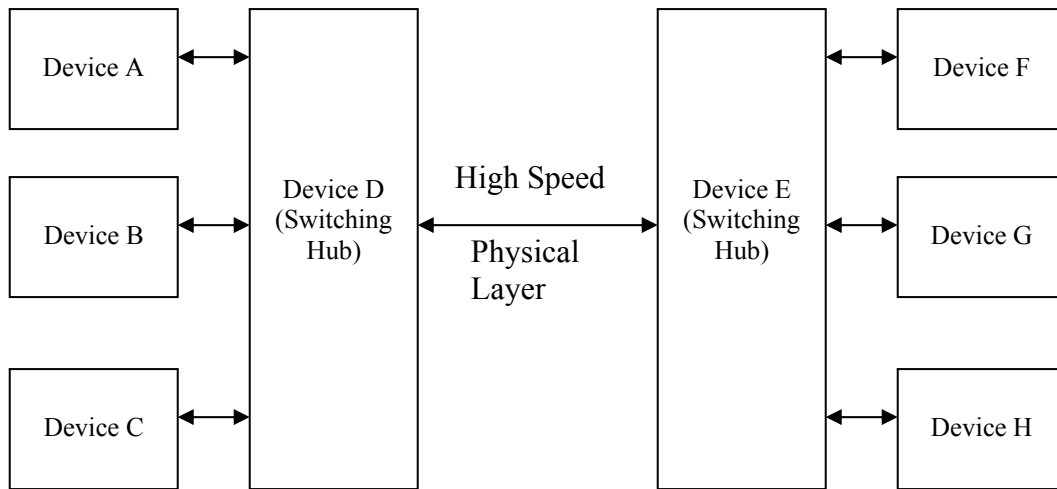 Device A
Device B
Device C
Device D
(Switching
Hub)
High Speed
Physical
Layer
Device E
(Switching
Hub)
Device F
Device G
Device H